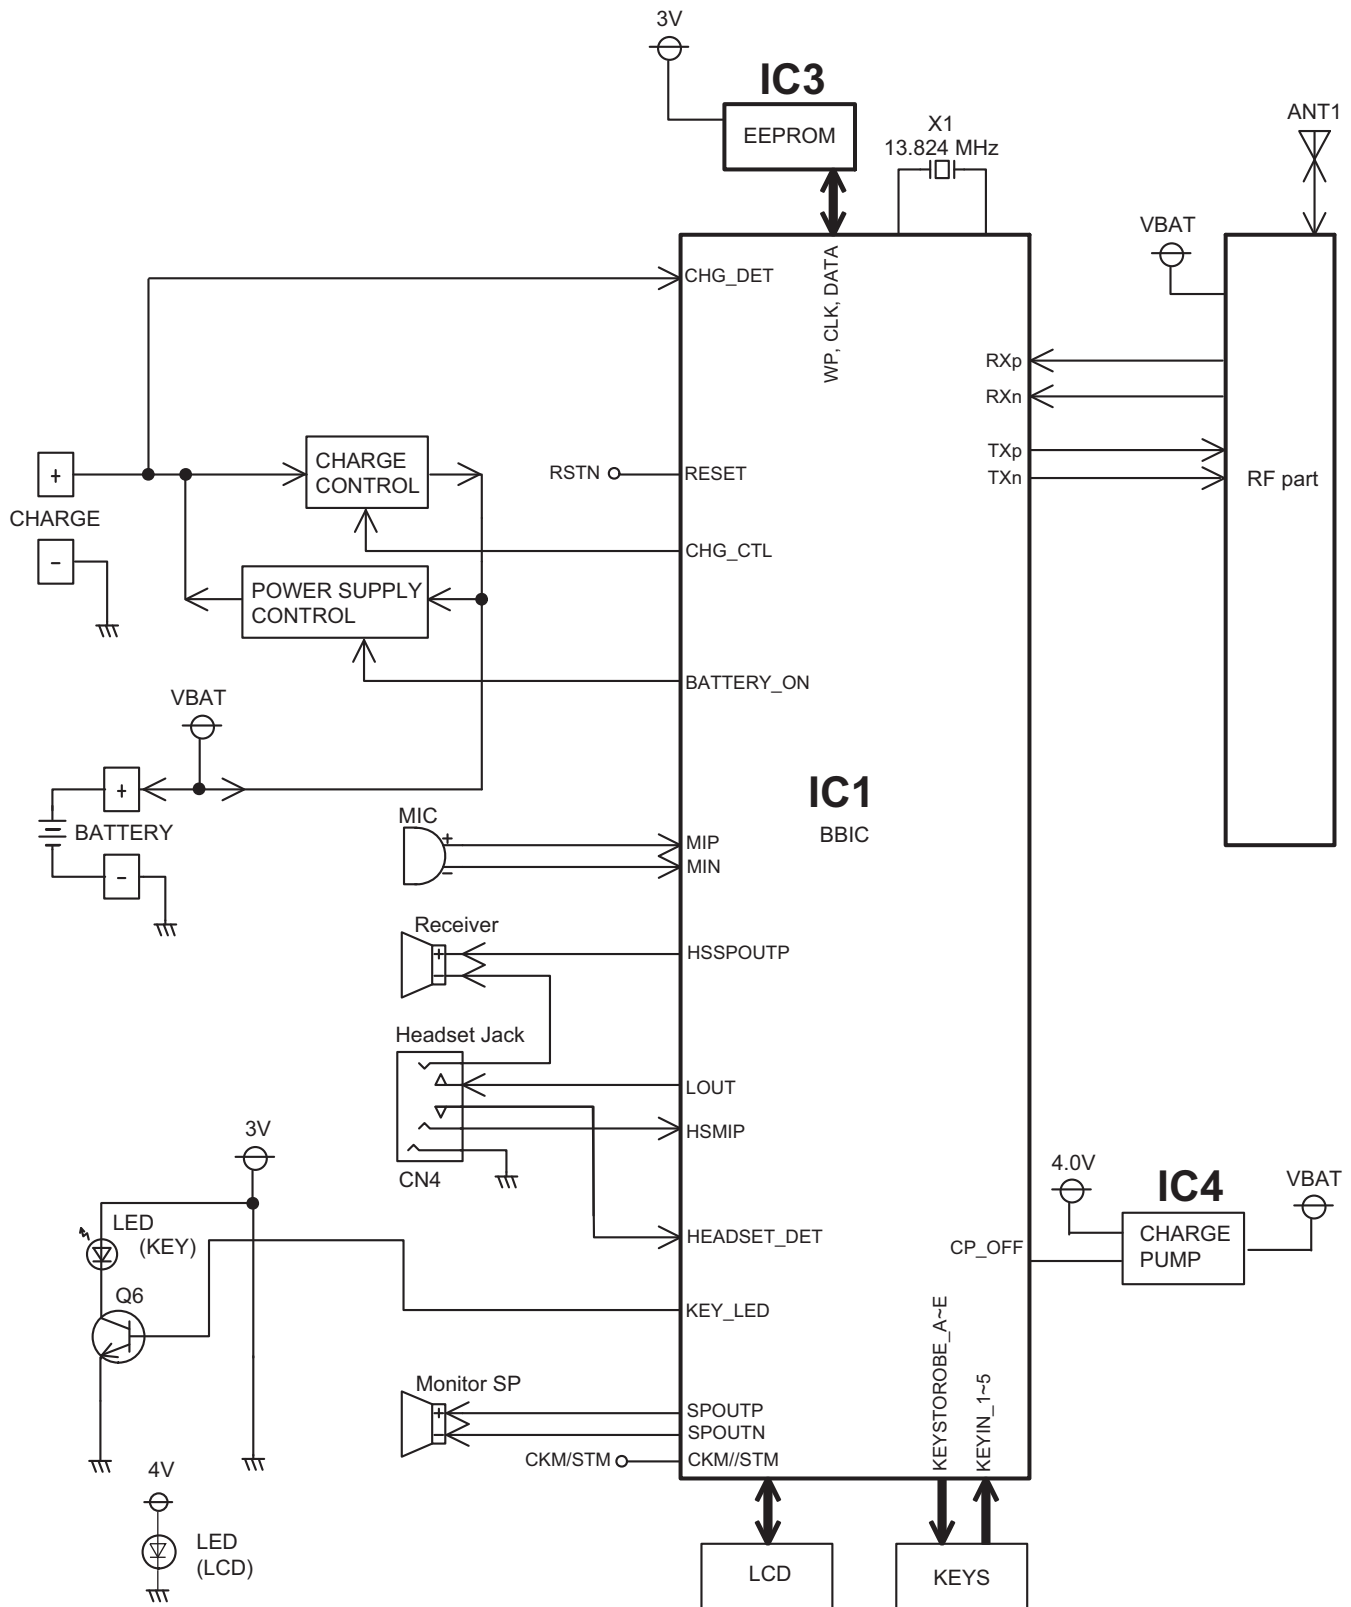 3V
IC3
EEPROM
X1
13.824 MHz
ANT1
VBAT
CHG_DET
WP, CLK, DATA
RXp
RXn
TXp
TXn
RF part
+
CHARGE
-
CHARGE
CONTROL
RSTN
RESET
CHG_CTL
POWER SUPPLY
CONTROL
BATTERY_ON
VBAT
+
BATTERY
-
IC1
BBIC
MIC
+
-
MIP
MIN
Receiver
+
-
HSSPOUTP
Headset Jack
LOUT
HSMIP
CN4
3V
LED
(KEY)
Q6
HEADSET_DET
KEY_LED
4.0V
IC4
VBAT
CP_OFF
CHARGE
PUMP
KEYSTOROBE_A~E
KEYIN_1~5
Monitor SP
+
-
SPOUTP
SPOUTN
CKM/STM
CKM//STM
4V
LED
(LCD)
LCD
KEYS